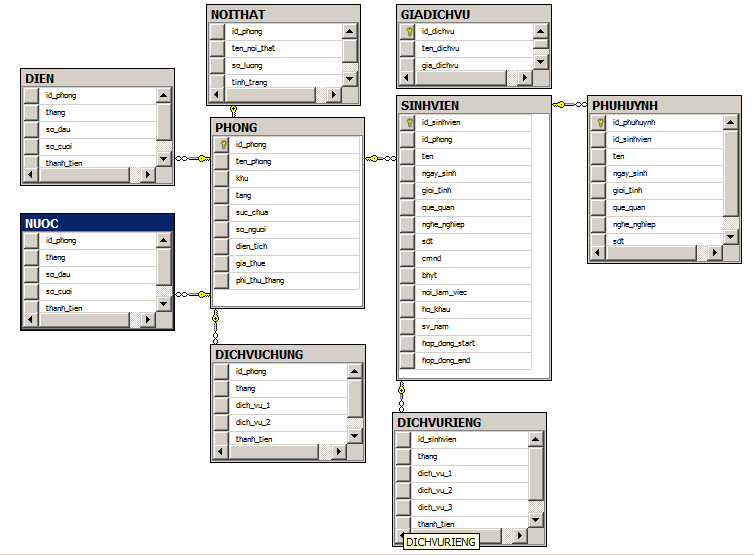 NOITHAT
id_phong
ten_noi_that
so_luong
tinh_trang
GIADICHVU
id_dichvu
ten_dichvu
gia_dichvu
DIEN
id_phong
thang
so_dau
so_cuoi
thanh_tien
PHONG
id_phong
ten_phong
khu
tang
suc_chua
so_nguoi
dien_tich
gia_thue
phi_thu_thang
SINHVIEN
id_sinhvien
id_phong
ten
ngay_sinh
gioi_tinh
que_quan
nghe_nghiep
sdt
cmnd
bhyt
noi_lam_viec
ho_khau
sv_nam
hop_dong_start
hop_dong_end
PHUHUYNH
id_phuhuynh
id_sinhvien
ten
ngay_sinh
gioi_tinh
que_quan
nghe_nghiep
sdt
NUOC
id_phong
thang
so_dau
so_cuoi
thanh_tien
DICHVUCHUNG
id_phong
thang
dich_vu_1
dich_vu_2
thanh_tien
DICHVURIENG
id_sinhvien
thang
dich_vu_1
dich_vu_2
dich_vu_3
thanh_tien
DICHVURIENG